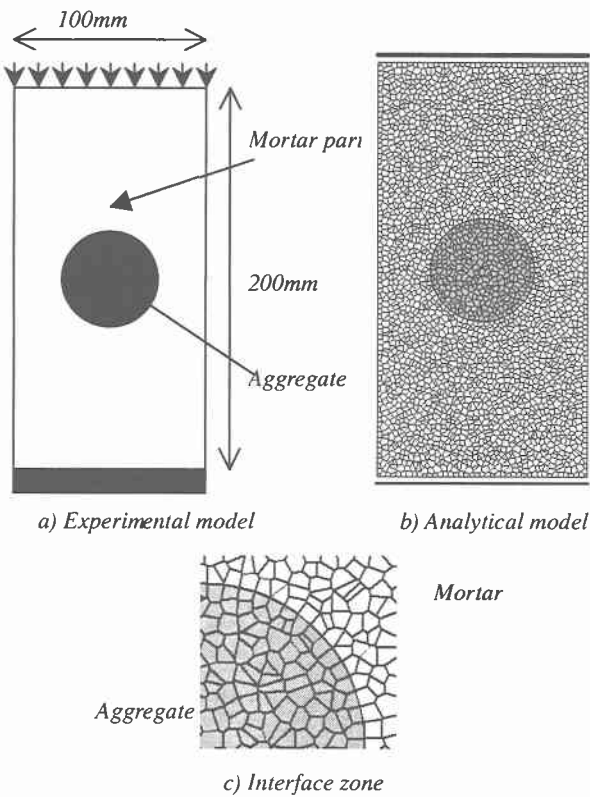 100mm
Mortar part
200mm
Aggregate
a) Experimental model
b) Analytical model
Mortar
Aggregate
c) Interface zone